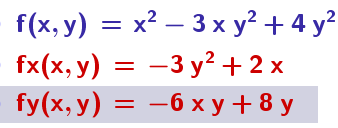 f(x, y) = x² − 3 x y² + 4 y²
fx(x, y) = −3 y² + 2 x
fy(x, y) = −6 x y + 8 y